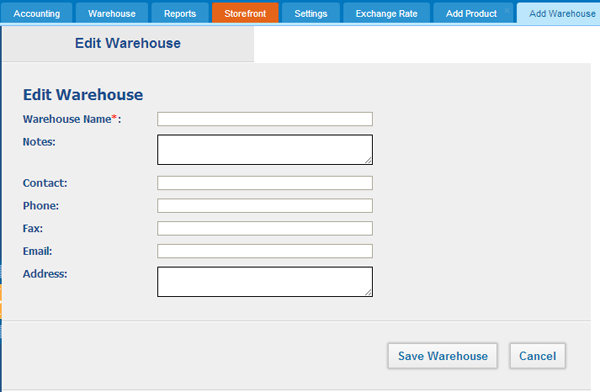 Accounting Warehouse Reports Storefront Settings Exchange Rate Add Product Add Warehouse
Edit Warehouse
Edit Warehouse
Warehouse Name*:
Notes:
Contact:
Phone:
Fax:
Email:
Address:
Save Warehouse Cancel